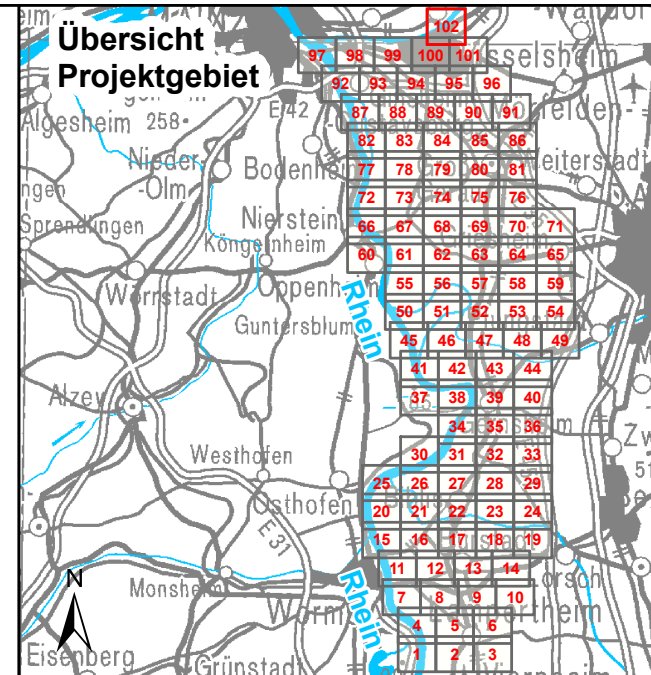 Übersicht
Projektgebiet
102
97 98 99 100 101
sselsheim
92 93 94 95 96
E 42
87 88 89 90 91
Algesheim 258
82 83 84 85 86
Nieder-
-Olm
Bodenheim
77 78 79 80 81
72 73 74 75 76
Sprendlingen
Nierstein
66 67 68 69 70 71
Köngernheim
60 61 62 63 64 65
Wörrstadt
Oppenheim
Rhein
55 56 57 58 59
50 51 52 53 54
Guntersblum
45 46 47 48 49
41 42 43 44
Alzey
37 38 39 40
34 35 36
Westhofen
30 31 32 33
25 26 27 28 29
Osthofen
20 21 22 23 24
E 31
15 16 17 18 19
11 12 13 14
orsch
N
Monsheim
Rhein
7 8 9 10
Worms
4 5 6
Eisenberg
Grünstadt
1 2 3